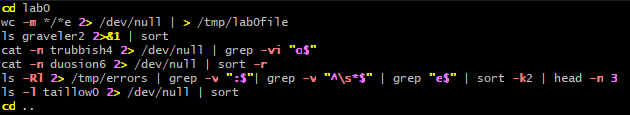 cd lab0
wc -m */*e 2> /dev/null | > /tmp/lab0file
ls graveler2 2>&1 | sort
cat -n trubbish4 2> /dev/null | grep -vi "a$"
cat -n duosion6 2> /dev/null | sort -r
ls -Rl 2> /tmp/errors | grep -v ":$"| grep -v "^\s*$" | grep "e$" | sort -k2 | head -n 3
ls -l taillow0 2> /dev/null | sort
cd ..